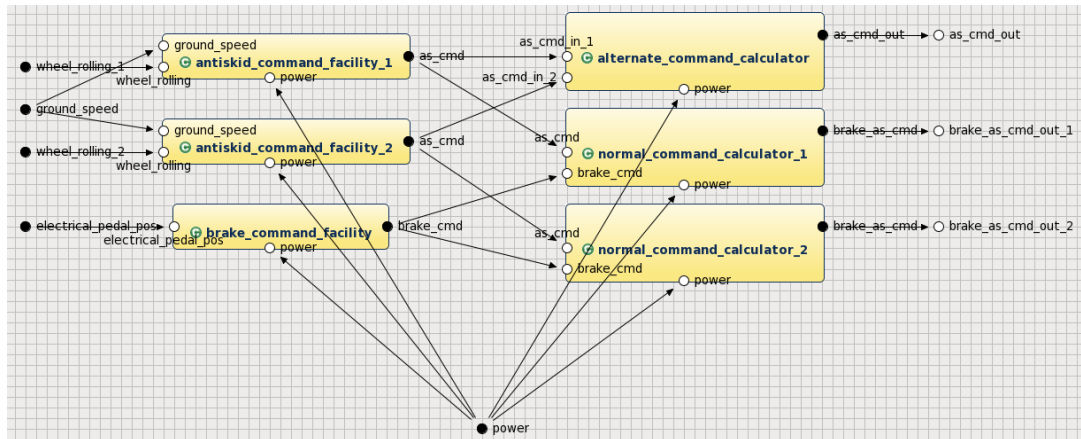 ground_speed
as_cmd_in_1
as_cmd_out
as_cmd_out
wheel_rolling_1
antiskid_command_facility_1
as_cmd
alternate_command_calculator
wheel_rolling
power
as_cmd_in_2
power
ground_speed
ground_speed
as_cmd
as_cmd
brake_as_cmd
brake_as_cmd_out_1
wheel_rolling_2
antiskid_command_facility_2
normal_command_calculator_1
wheel_rolling
power
brake_cmd
power
electrical_pedal_pos
brake_command_facility
brake_cmd
as_cmd
brake_as_cmd
brake_as_cmd_out_2
electrical_pedal_pos
power
normal_command_calculator_2
brake_cmd
power
power